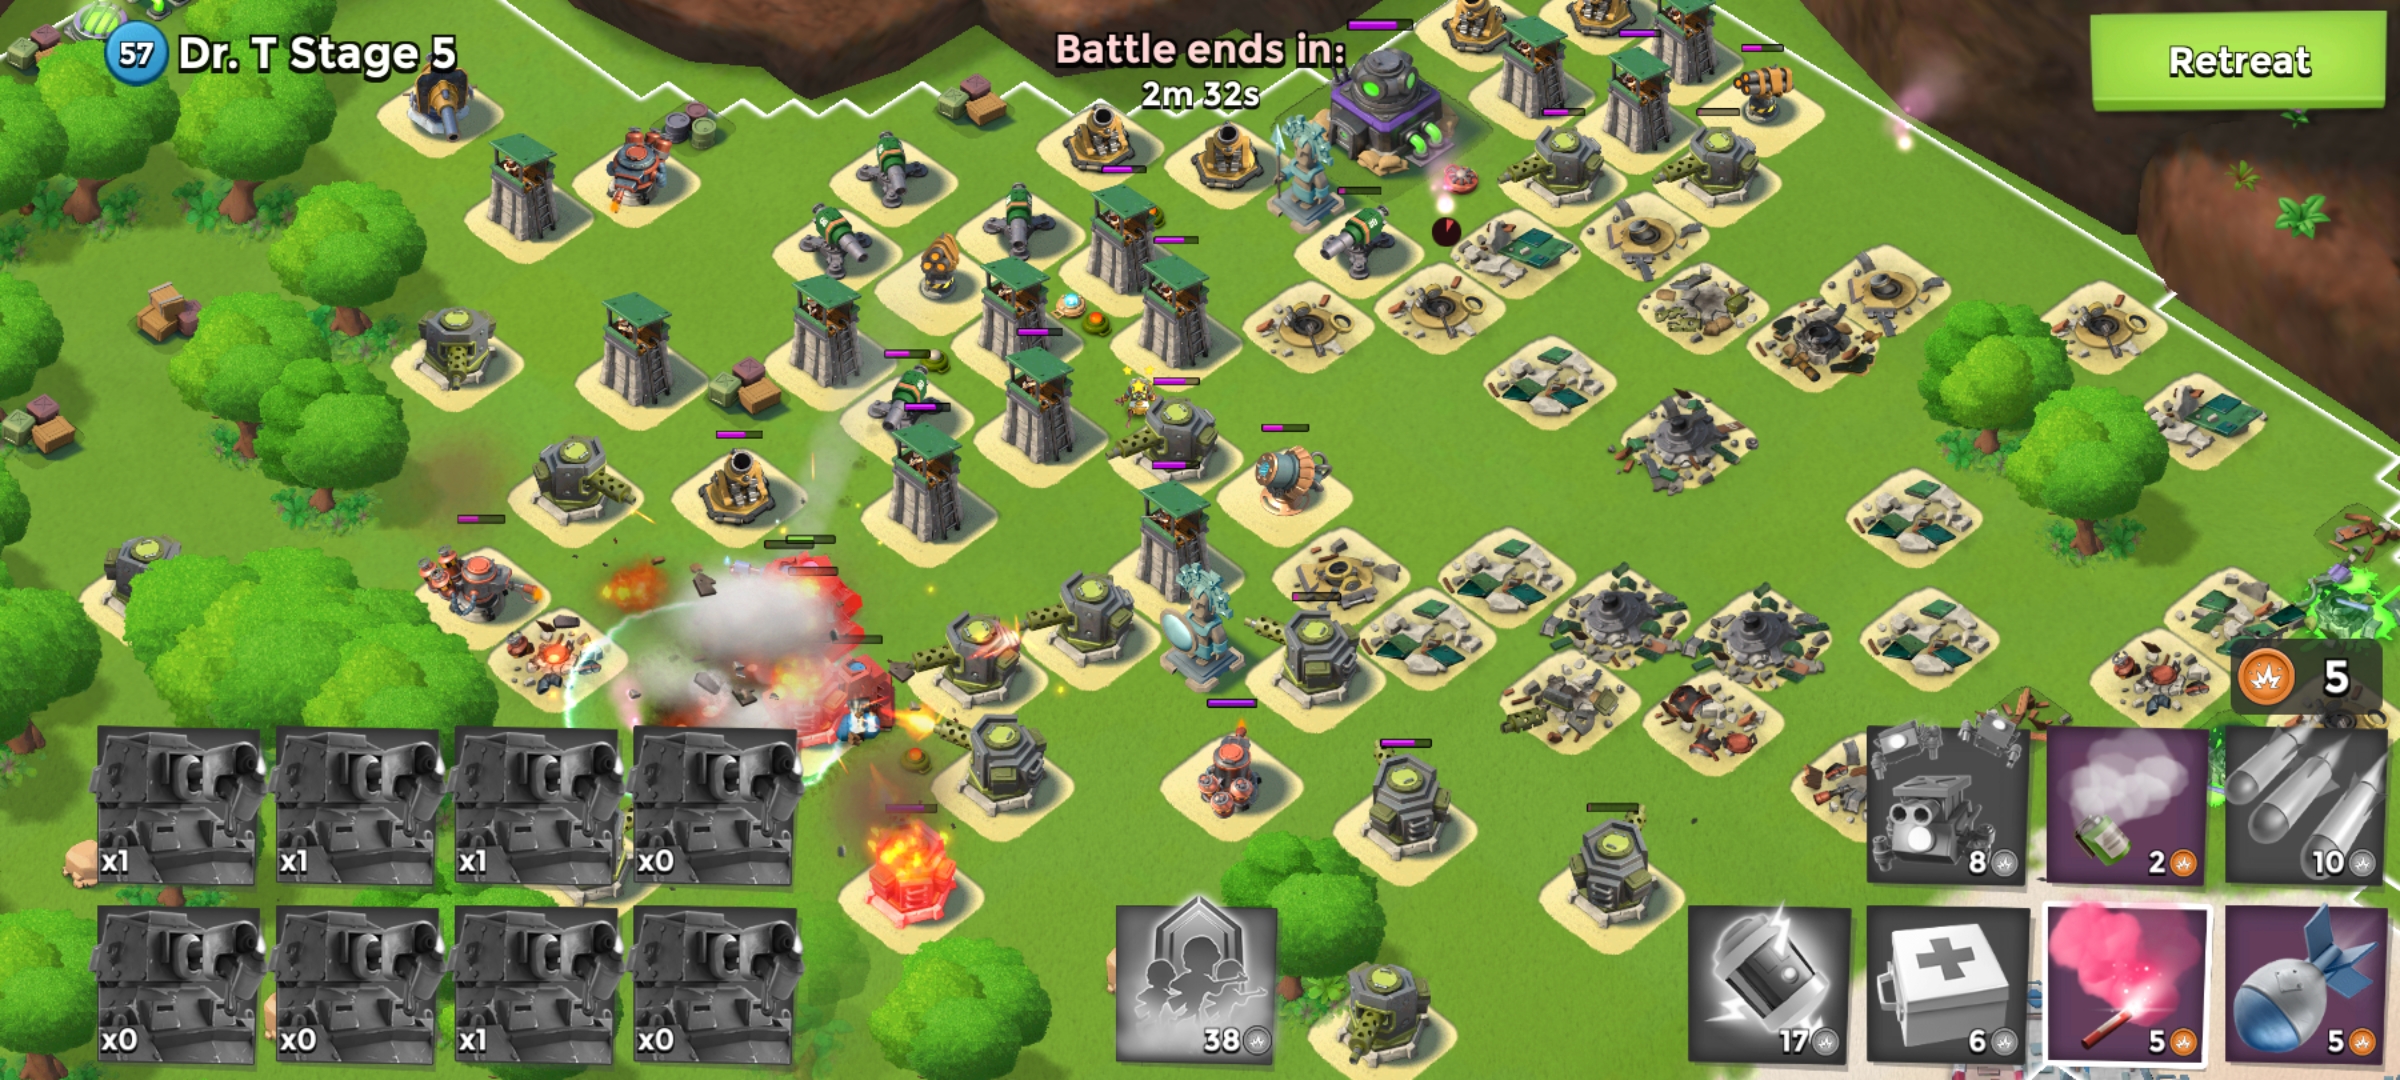 57 Dr. T Stage 5
Battle ends in:
2m 32s
Retreat
5
x1
x1
x1
x0
8
2
10
x0
x0
x1
x0
38
17
6
5
5